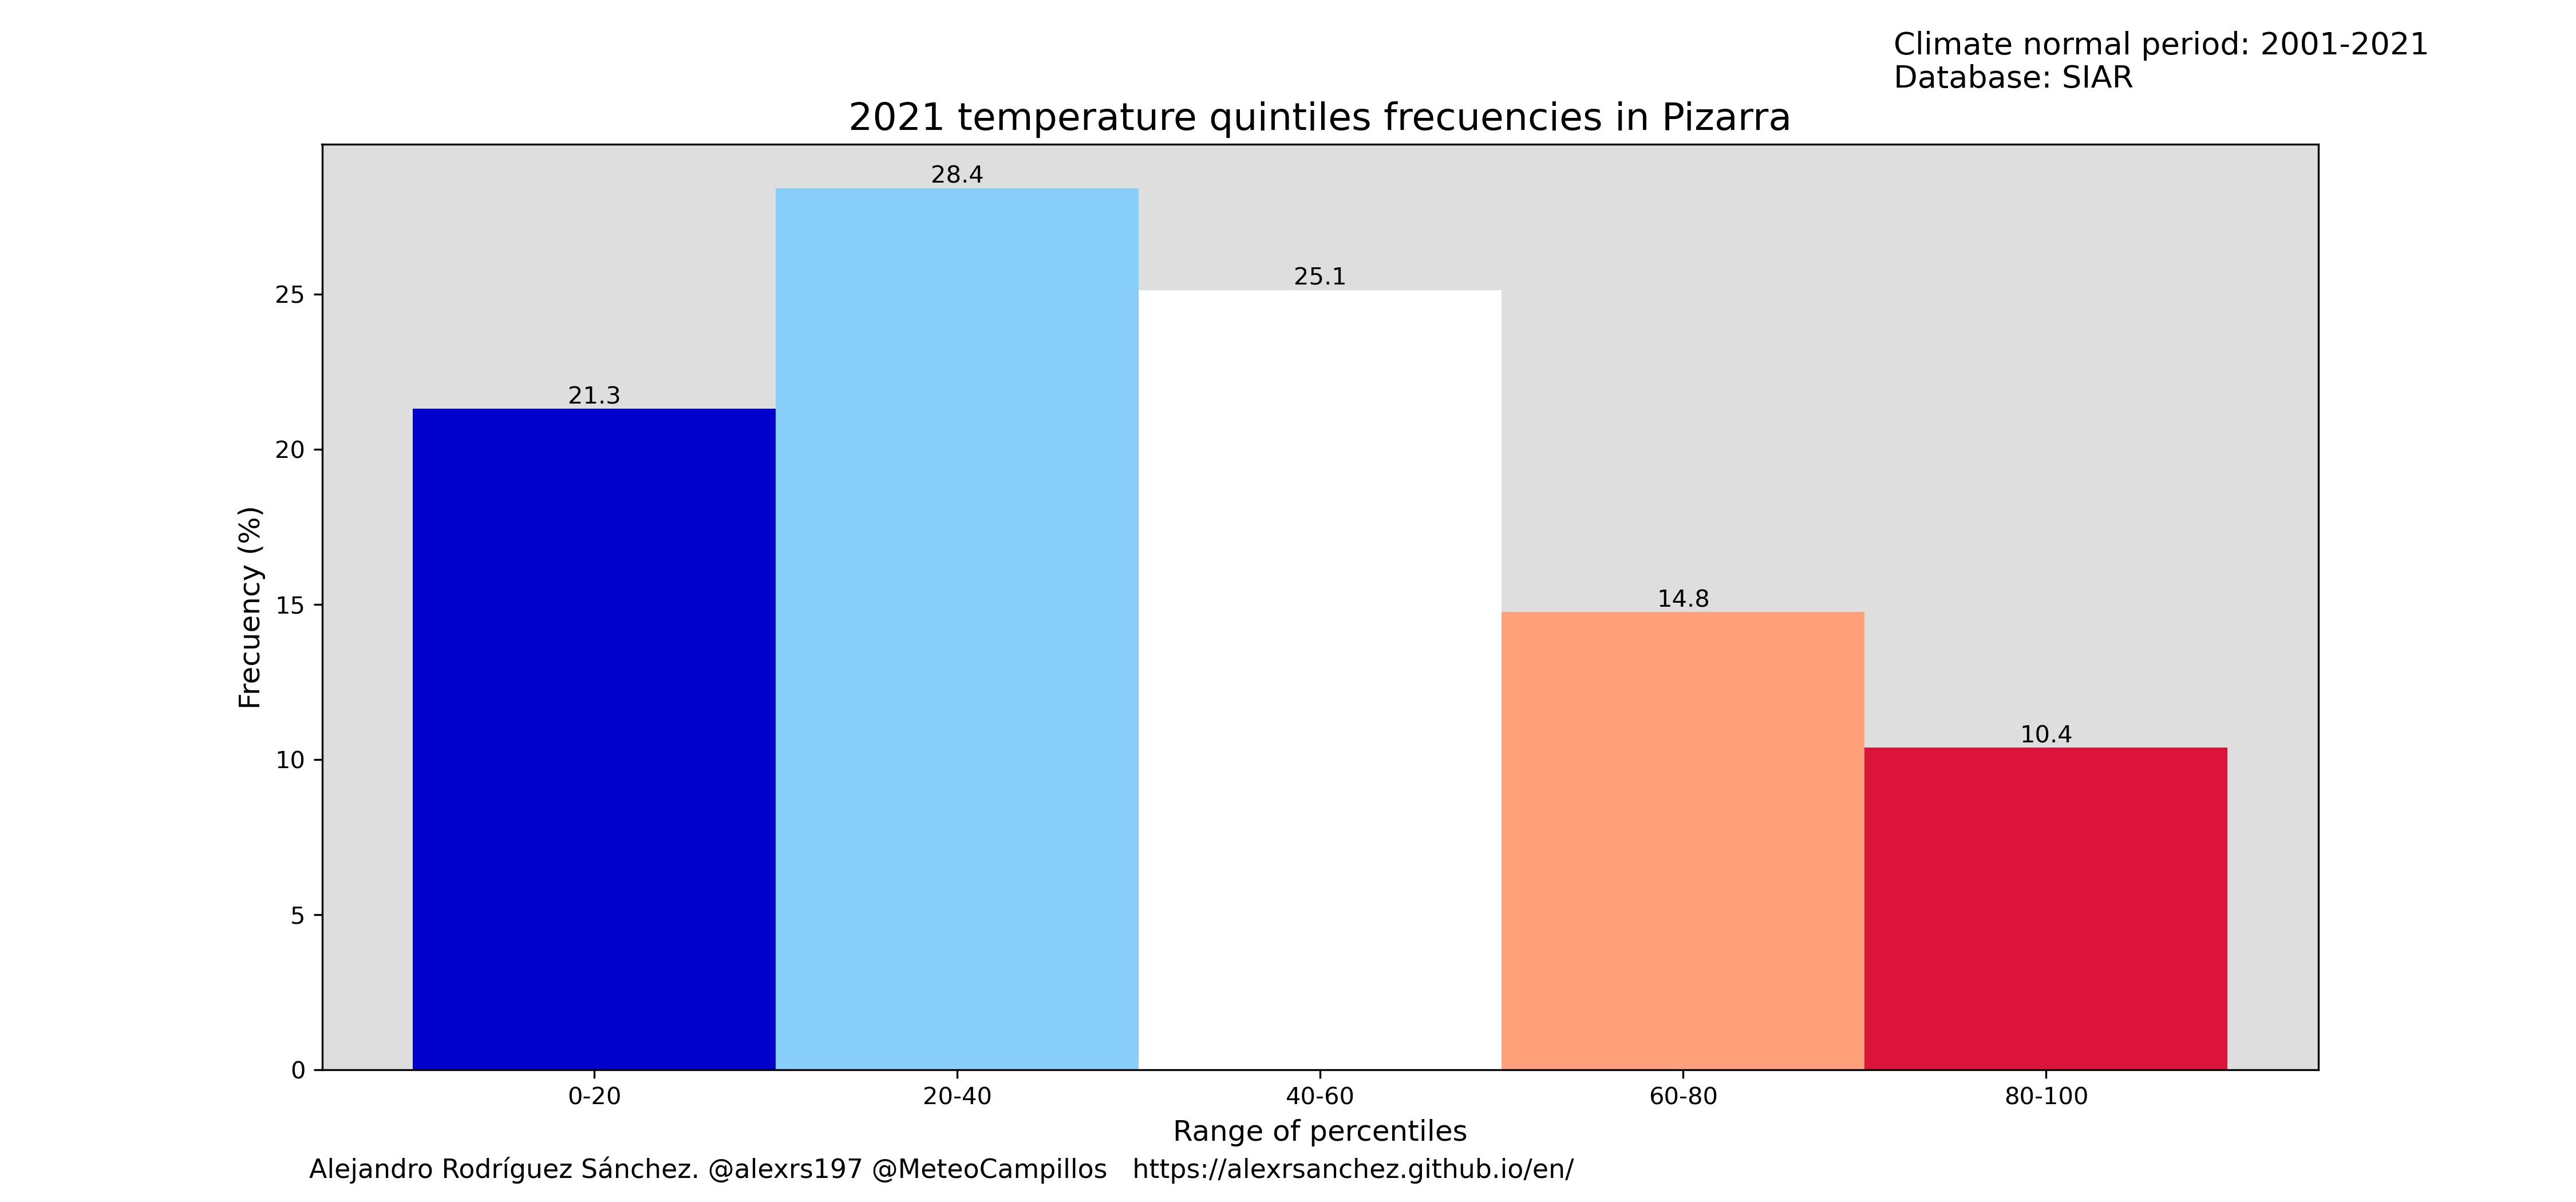 Climate normal period: 2001-2021
Database: SIAR
2021 temperature quintiles frecuencies in Pizarra
28.4
25.1
25
21.3
20
Frecuency (%)
15
14.8
10.4
10
5
0
0-20
20-40
40-60
60-80
80-100
Range of percentiles
Alejandro Rodríguez Sánchez. @alexrs197 @MeteoCampillos   https://alexrsanchez.github.io/en/